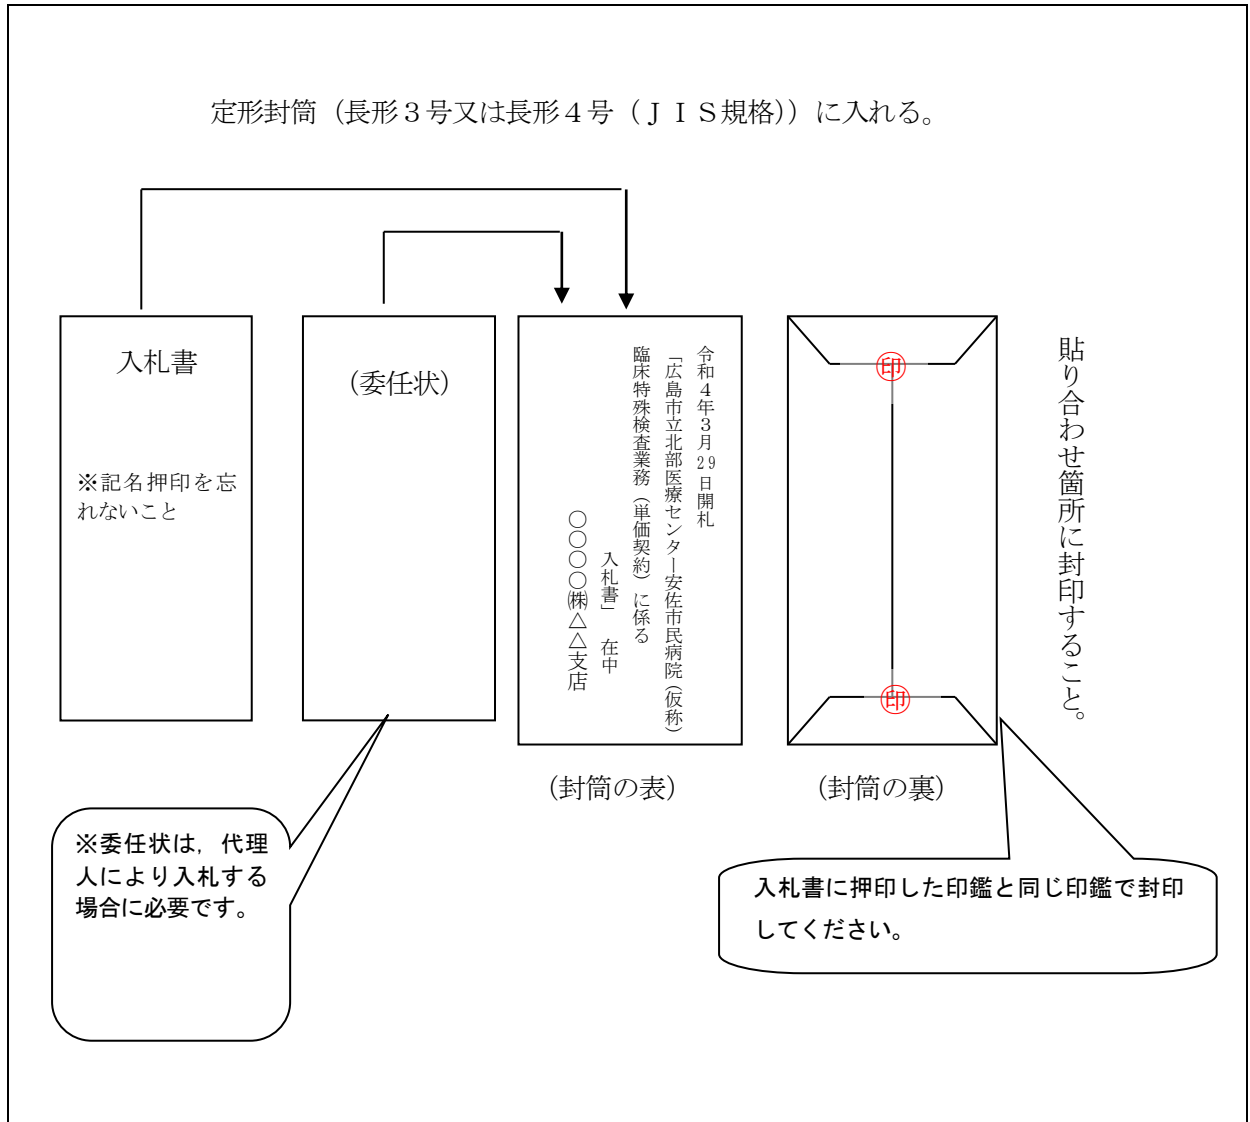 定形封筒（長形３号又は長形４号（ＪＩＳ規格））に入れる。
入札書
※記名押印を忘
れないこと
（委任状）
令和４年３月29日開札
「広島市立北部医療センター安佐市民病院（仮称）
臨床特殊検査業務（単価契約）に係る
入札書」　在中
〇〇〇〇㈱△△支店
印
印
貼り合わせ箇所に封印すること。
（封筒の表）
（封筒の裏）
※委任状は，代理
人により入札する
場合に必要です。
入札書に押印した印鑑と同じ印鑑で封印
してください。